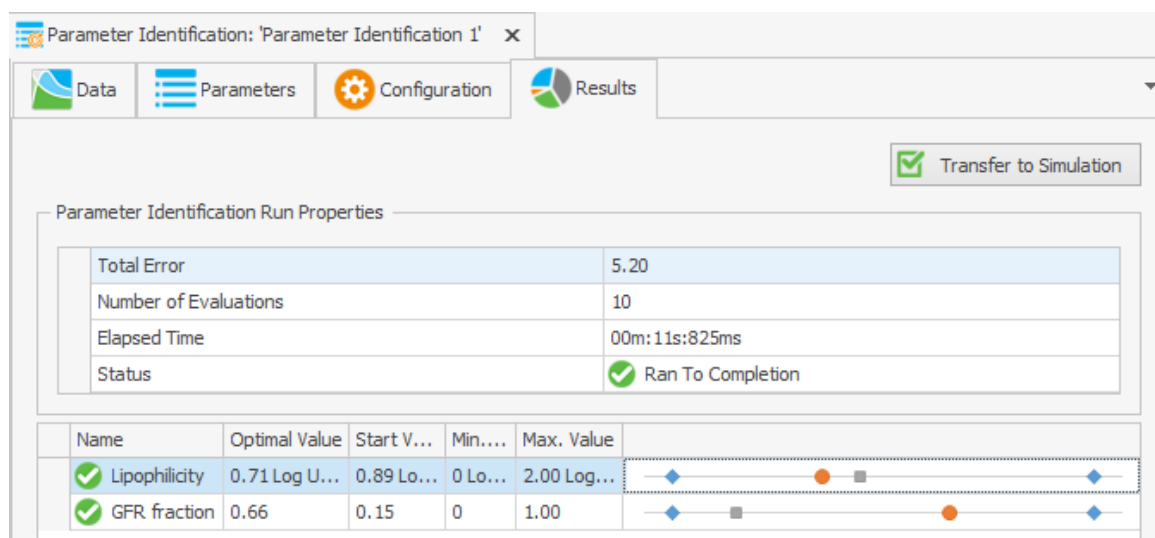 Parameter Identification: 'Parameter Identification 1' ×
Data Parameters Configuration Results
Transfer to Simulation
Parameter Identification Run Properties
Total Error 5.20
Number of Evaluations 10
Elapsed Time 00m:11s:825ms
Status Ran To Completion
Name Optimal Value Start V... Min.... Max. Value
Lipophilicity 0.71 Log U... 0.89 Lo... 0 Lo... 2.00 Log...
GFR fraction 0.66 0.15 0 1.00